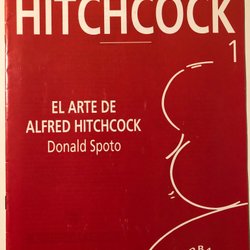 HITCHCOCK
1
EL ARTE DE
ALFRED HITCHCOCK
Donald Spoto